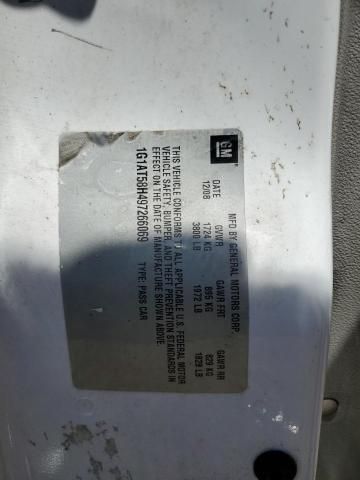 GM
MFD BY GENERAL MOTORS CORP
DATE GVWR GAWR FRT GAWR RR
12/08 1724 KG 895 KG 829 KG
3800 LB 1972 LB 1829 LB
THIS VEHICLE CONFORMS TO ALL APPLICABLE U.S. FEDERAL MOTOR
VEHICLE SAFETY, BUMPER, AND THEFT PREVENTION STANDARDS IN
EFFECT ON THE DATE OF MANUFACTURE SHOWN ABOVE.
1G1AT58H497266069 TYPE: PASS CAR